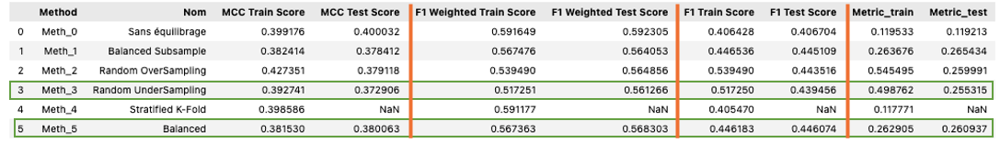 Method Nom MCC Train Score MCC Test Score F1 Weighted Train Score F1 Weighted Test Score F1 Train Score F1 Test Score Metric_train Metric_test
0 Meth_0 Sans équilibrage 0.399176 0.400032 0.591649 0.592305 0.406428 0.406704 0.119533 0.119213
1 Meth_1 Balanced Subsample 0.382414 0.378412 0.567476 0.564053 0.446536 0.445109 0.263676 0.265434
2 Meth_2 Random OverSampling 0.427351 0.379118 0.539490 0.564856 0.539490 0.443516 0.545495 0.259991
3 Meth_3 Random UnderSampling 0.392741 0.372906 0.517251 0.561266 0.517250 0.439456 0.498762 0.255315
4 Meth_4 Stratified K-Fold 0.398586 NaN 0.591177 NaN 0.405470 NaN 0.117771 NaN
5 Meth_5 Balanced 0.381530 0.380063 0.567363 0.568303 0.446183 0.446074 0.262905 0.260937